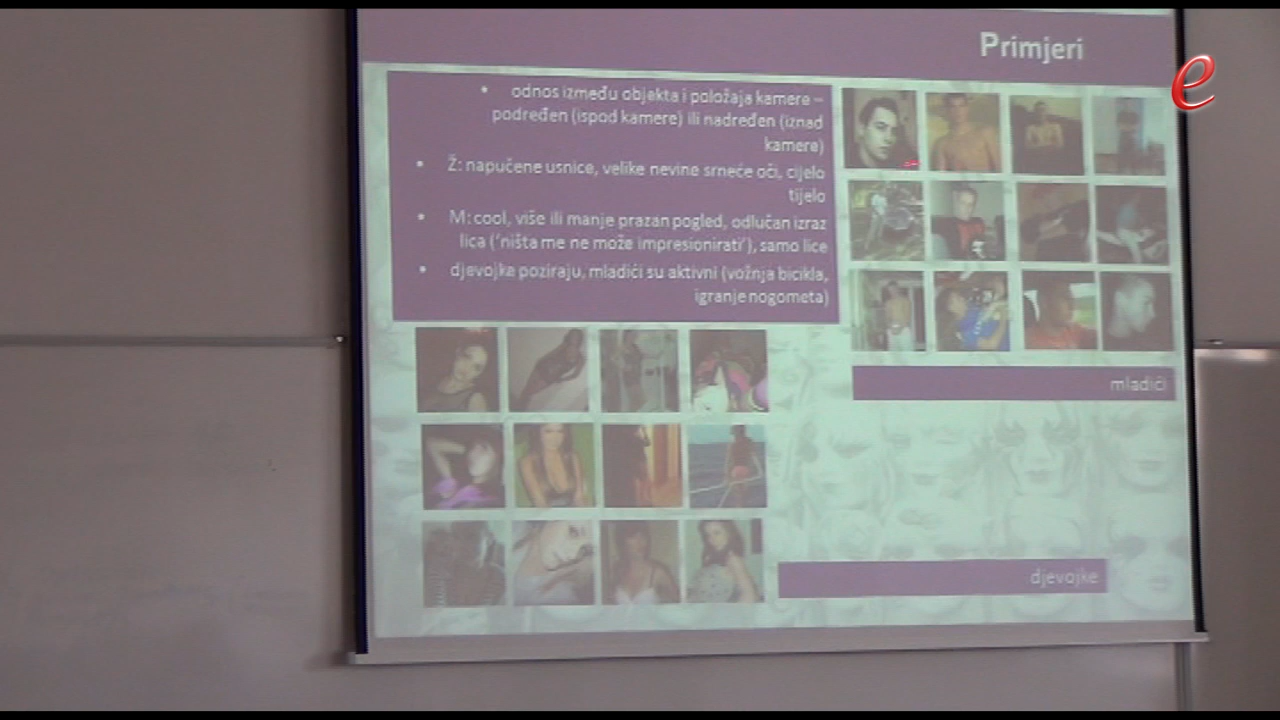 Primjeri
e
• odnos između objekta i položaja kamere –
podređen (ispod kamere) ili nadređen (iznad
kamere)
• Ž: napućene usnice, velike nevine srneće oči, cijelo
tijelo
• M: cool, više ili manje prazan pogled, odlučan izraz
lica ('ništa me ne može impresionirati'), samo lice
• djevojke poziraju, mladići su aktivni (vožnja bicikla,
igranje nogometa)
mladići
djevojke